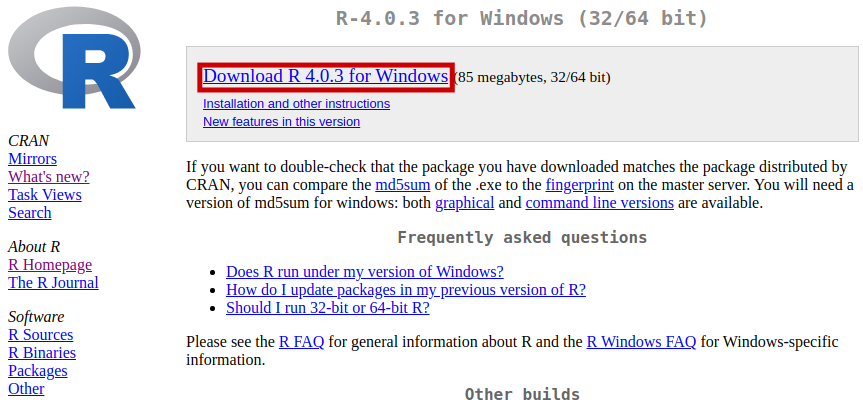 R
R-4.0.3 for Windows (32/64 bit)
Download R 4.0.3 for Windows (85 megabytes, 32/64 bit)
Installation and other instructions
New features in this version
CRAN
Mirrors
What's new?
Task Views
Search
About R
R Homepage
The R Journal
Software
R Sources
R Binaries
Packages
Other
If you want to double-check that the package you have downloaded matches the package distributed by
CRAN, you can compare the md5sum of the .exe to the fingerprint on the master server. You will need a
version of md5sum for windows: both graphical and command line versions are available.
Frequently asked questions
Does R run under my version of Windows?
How do I update packages in my previous version of R?
Should I run 32-bit or 64-bit R?
Please see the R FAQ for general information about R and the R Windows FAQ for Windows-specific
information.
Other builds